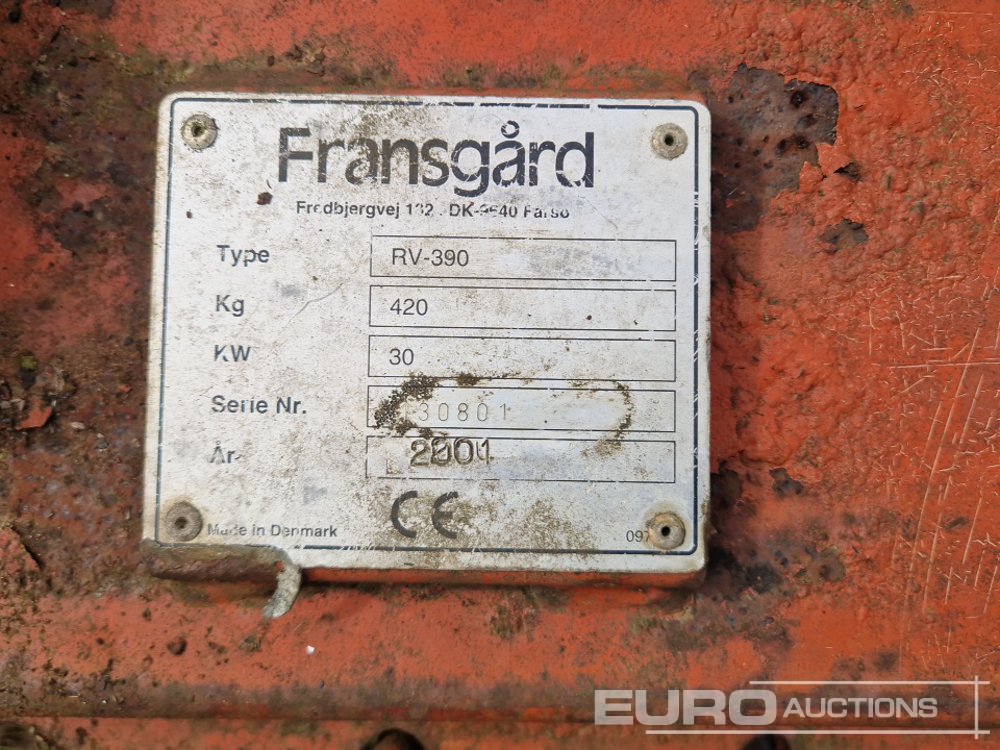 Fransgård
Fredbjergvej 132 . DK-9640 Farsø
Type RV-390
Kg 420
KW 30
Serie Nr. 30801
År 2001
CE
Made in Denmark 097
EURO AUCTIONS